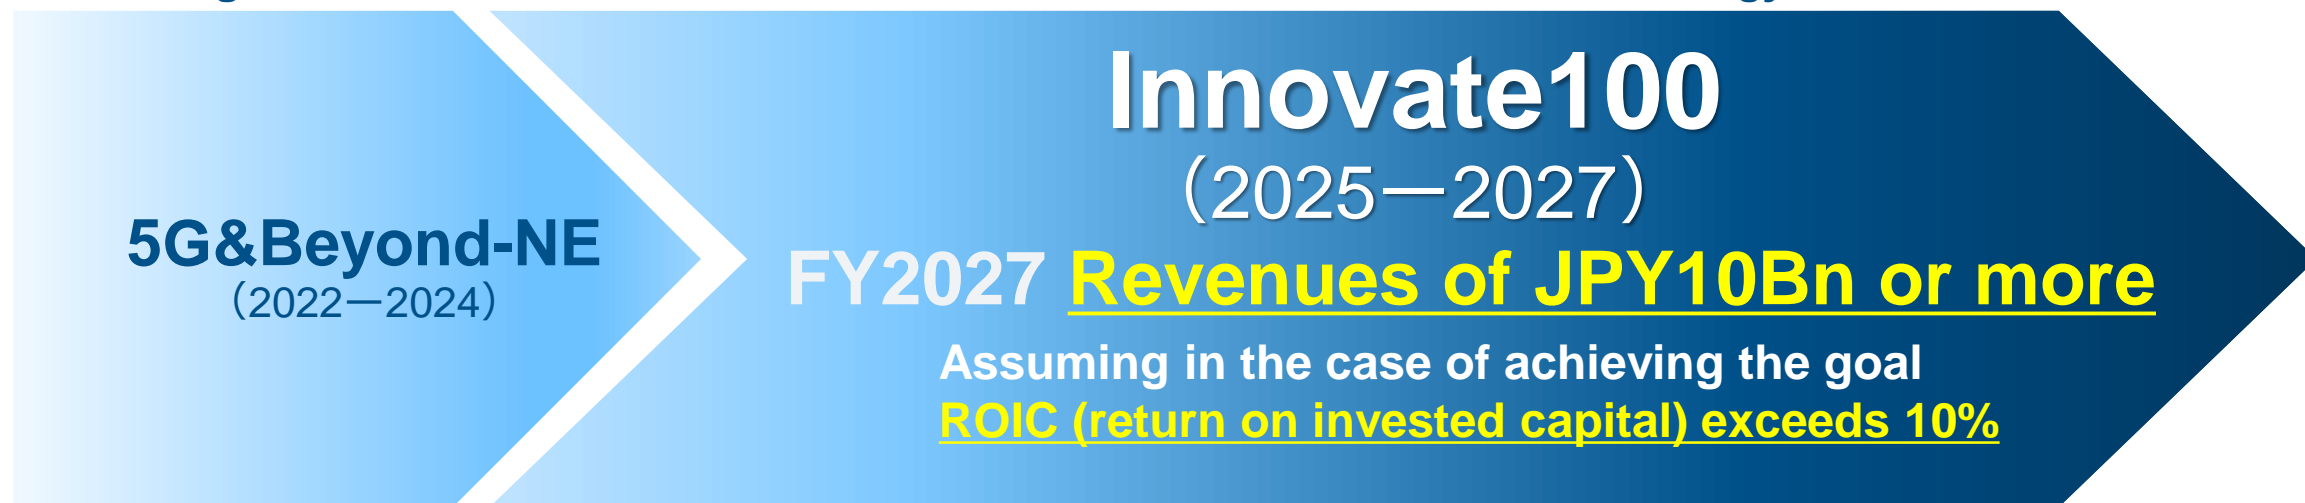 5G&Beyond-NE
（2022－2024）
Innovate100
（2025－2027）
FY2027 Revenues of JPY10Bn or more
Assuming in the case of achieving the goal
ROIC (return on invested capital) exceeds 10%